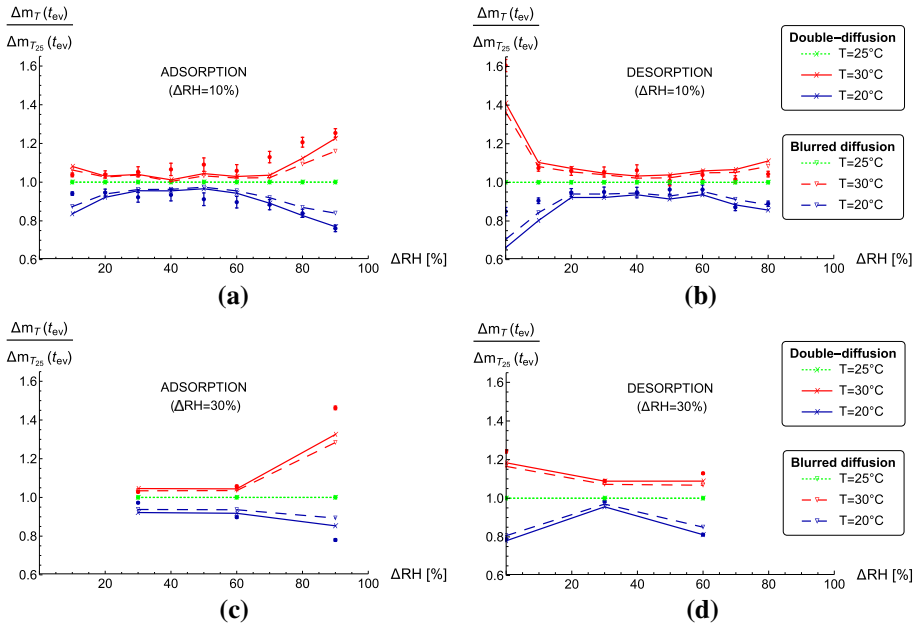 Δm_T (t_ev)
Δm_T25 (t_ev)
1.6
1.4
1.2
1.0
0.8
0.6
20
40
60
80
100
ΔRH [%]
ADSORPTION
(ΔRH=10%)
(a)
Δm_T (t_ev)
Δm_T25 (t_ev)
1.6
1.4
1.2
1.0
0.8
0.6
20
40
60
80
100
ΔRH [%]
DESORPTION
(ΔRH=10%)
(b)
Double-diffusion
T=25°C
T=30°C
T=20°C
Blurred diffusion
T=25°C
T=30°C
T=20°C
Δm_T (t_ev)
Δm_T25 (t_ev)
1.6
1.4
1.2
1.0
0.8
0.6
20
40
60
80
100
ΔRH [%]
ADSORPTION
(ΔRH=30%)
(c)
Δm_T (t_ev)
Δm_T25 (t_ev)
1.6
1.4
1.2
1.0
0.8
0.6
20
40
60
80
100
ΔRH [%]
DESORPTION
(ΔRH=30%)
(d)
Double-diffusion
T=25°C
T=30°C
T=20°C
Blurred diffusion
T=25°C
T=30°C
T=20°C